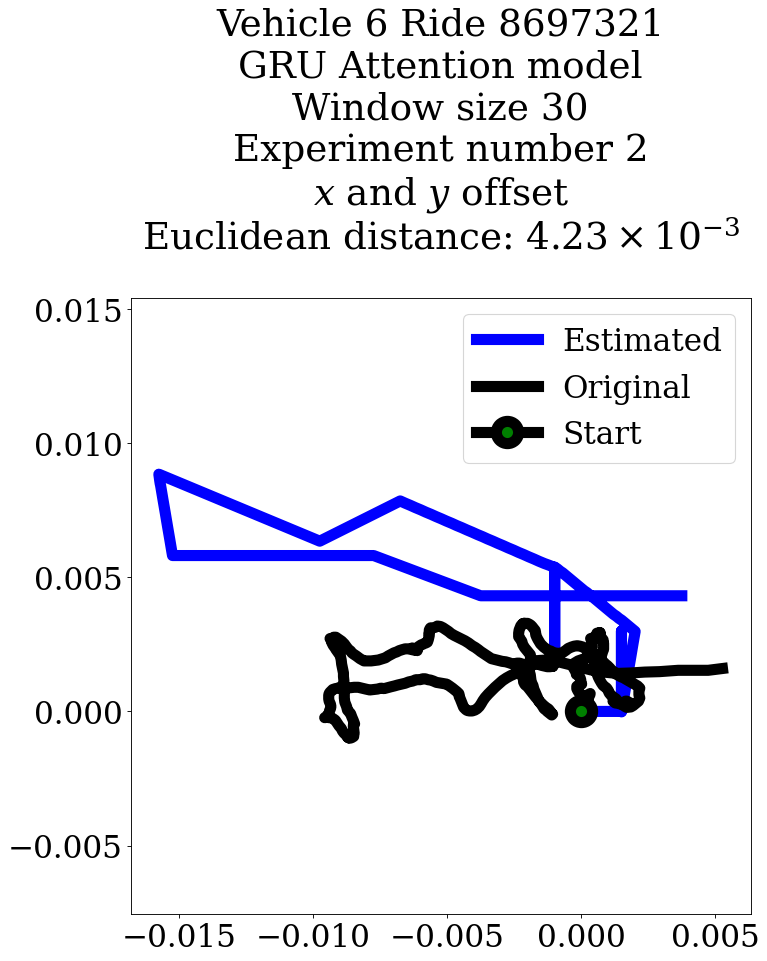 Vehicle 6 Ride 8697321
GRU Attention model
Window size 30
Experiment number 2
x and y offset
Euclidean distance: 4.23 × 10⁻³
0.015
Estimated
Original
Start
0.010
0.005
0.000
−0.005
−0.015 −0.010 −0.005 0.000 0.005